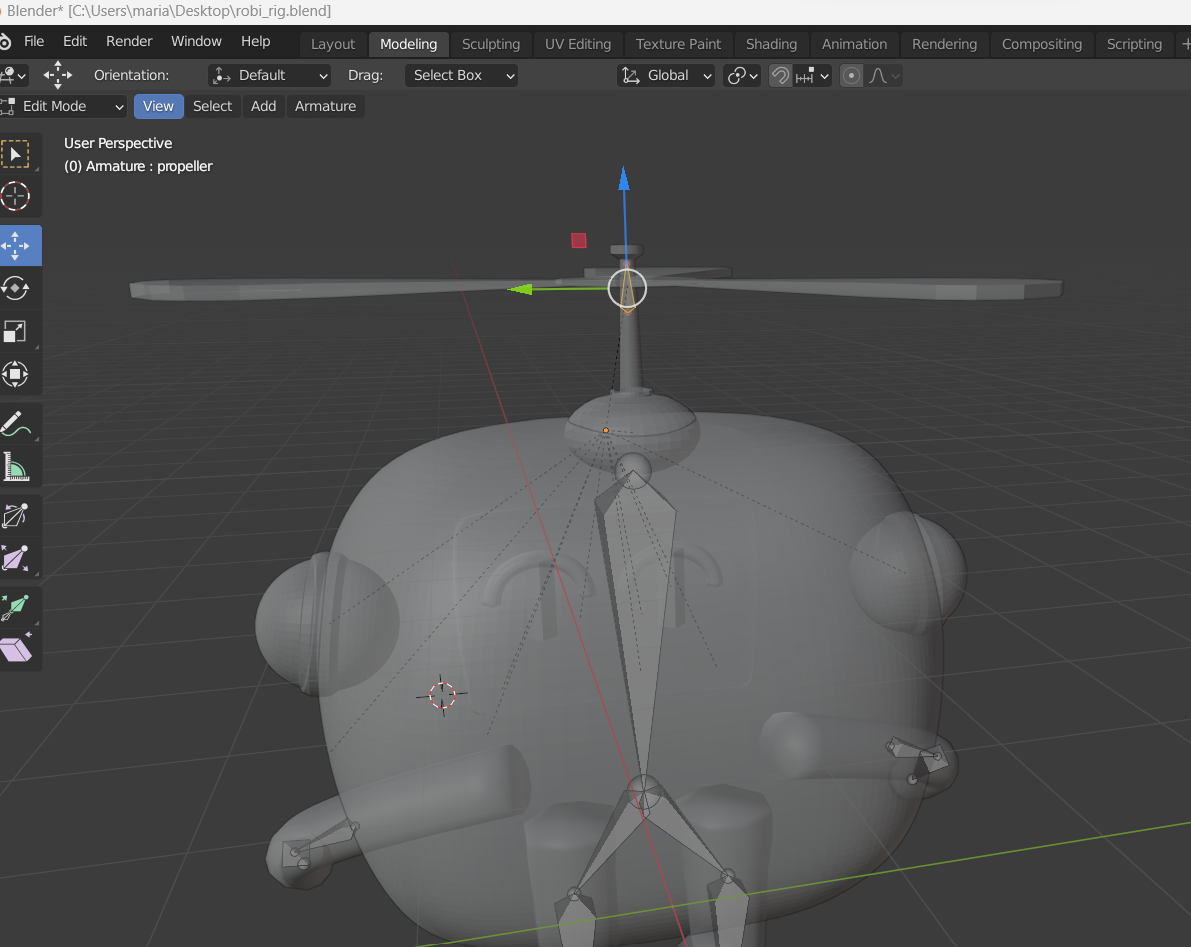 Blender* [C:\Users\maria\Desktop\robi_rig.blend]
File Edit Render Window Help Layout Modeling Sculpting UV Editing Texture Paint Shading Animation Rendering Compositing Scripting +
Orientation: Default Drag: Select Box Global
Edit Mode View Select Add Armature
User Perspective
(0) Armature : propeller